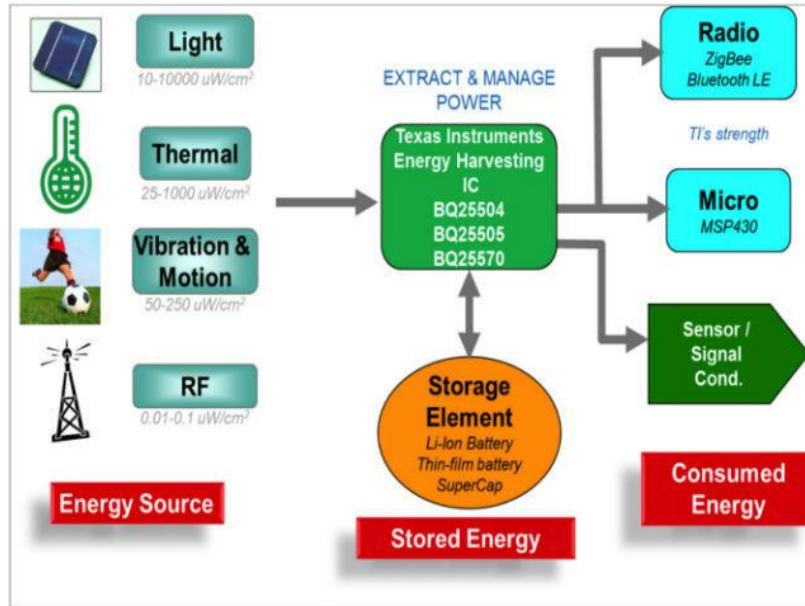 Light
10-10000 uW/cm²
Thermal
25-1000 uW/cm²
Vibration &
Motion
50-250 uW/cm²
RF
0.01-0.1 uW/cm²
Energy Source
EXTRACT & MANAGE
POWER
Texas Instruments
Energy Harvesting
IC
BQ25504
BQ25505
BQ25570
Storage
Element
Li-Ion Battery
Thin-film battery
SuperCap
Stored Energy
Radio
ZigBee
Bluetooth LE
TI's strength
Micro
MSP430
Sensor /
Signal
Cond.
Consumed
Energy